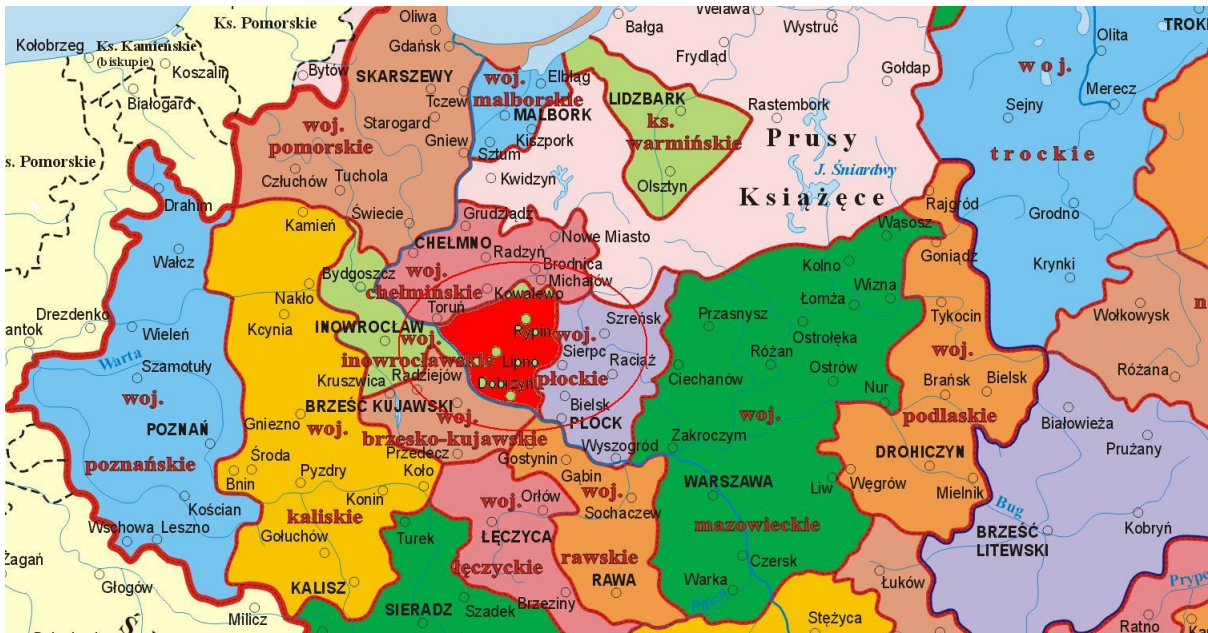 Ks. Pomorskie
Ks. Kamieńskie
(biskupie)
Kołobrzeg
Koszalin
Białogard
Bytów
s. Pomorskie
Oliwa
Gdańsk
SKARSZEWY
Tczew
Starogard
Gniew
woj.
pomorskie
Człuchów
Tuchola
Świecie
woj.
malborskie
Elbląg
MALBORK
Kiszpork
Sztum
Kwidzyn
Bałga
Welawa
Wystruć
Frydląd
Gołdap
LIDZBARK
ks.
warmińskie
Olsztyn
Rastembork
Prusy
Książęce
J. Śniardwy
TROKI
Olita
woj.
Merecz
Sejny
trockie
Grodno
Krynki
Rajgród
Wąsosz
Goniądz
Drahim
Wałcz
Drezdenko
antok
Wieleń
Warta
Szamotuły
woj.
POZNAŃ
poznańskie
Kościan
Wschowa
Leszno
Żagań
Głogów
Milicz
Kamień
Nakło
Kcynia
Gniezno
woj.
Środa
Bnin
Pyzdry
Konin
Koło
kaliskie
Gołuchów
KALISZ
Bydgoszcz
INOWROCŁAW
woj.
inowrocławskie
Kruszwica
Radziejów
BRZEŚĆ KUJAWSKI
woj.
brzesko-kujawskie
Przedecz
Grudziądz
CHEŁMNO
Radzyń
Nowe Miasto
Brodnica
Michałów
woj.
chełmińskie
Kowalewo
Toruń
Rypin
Lipno
Dobrzyń
woj.
płockie
Szreńsk
Sierpc
Raciąż
Bielsk
PŁOCK
Wyszogród
Gostynin
Gąbin
woj.
Sochaczew
rawskie
RAWA
woj.
Orłów
ŁĘCZYCA
łęczyckie
Brzeziny
Turek
SIERADZ
Szadek
Kolno
Wizna
Łomża
Przasnysz
Ostrołęka
Różan
Ostrów
Ciechanów
Nur
woj.
Zakroczym
WARSZAWA
Liw
mazowieckie
Czersk
Warka
Pilica
Stężyca
Łuków
Tykocin
woj.
Brańsk
Bielsk
podlaskie
DROHICZYN
Węgrów
Mielnik
Bug
Wołkowysk
n
Różana
Białowieża
Prużany
BRZEŚĆ
LITEWSKI
Kobryń
Prype
Ratno
Ka